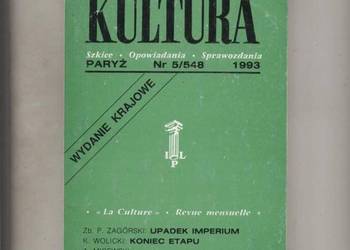 KULTURA
Szkice • Opowiadania • Sprawozdania
PARYŻ Nr 5/548 1993
WYDANIE KRAJOWE
I L
P
• «La Culture» • Revue mensuelle •
Zb. P. ZAGÓRSKI: UPADEK IMPERIUM
K. WOLICKI: KONIEC ETAPU